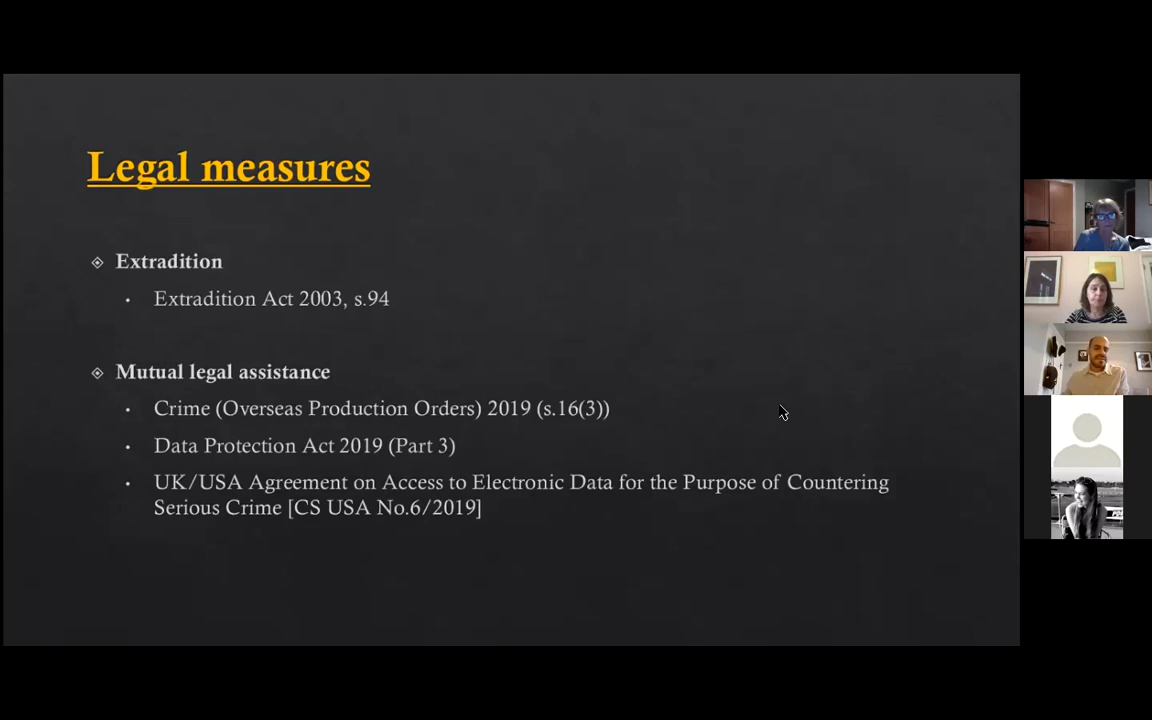 Legal measures
Extradition
Extradition Act 2003, s.94
Mutual legal assistance
Crime (Overseas Production Orders) 2019 (s.16(3))
Data Protection Act 2019 (Part 3)
UK/USA Agreement on Access to Electronic Data for the Purpose of Countering
Serious Crime [CS USA No.6/2019]